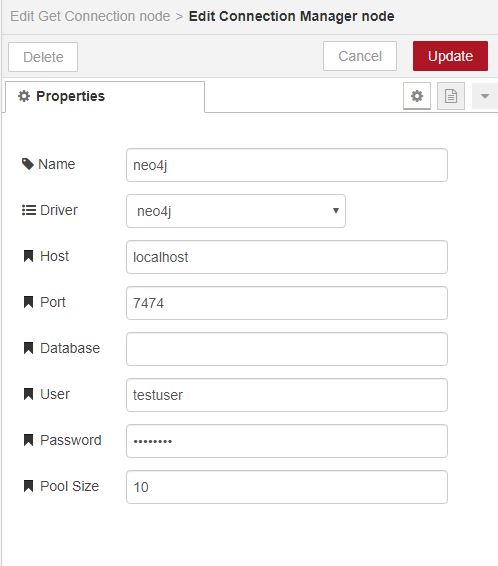 Edit Get Connection node > Edit Connection Manager node
Delete Cancel Update
Properties
Name neo4j
Driver neo4j
Host localhost
Port 7474
Database
User testuser
Password ••••••••
Pool Size 10